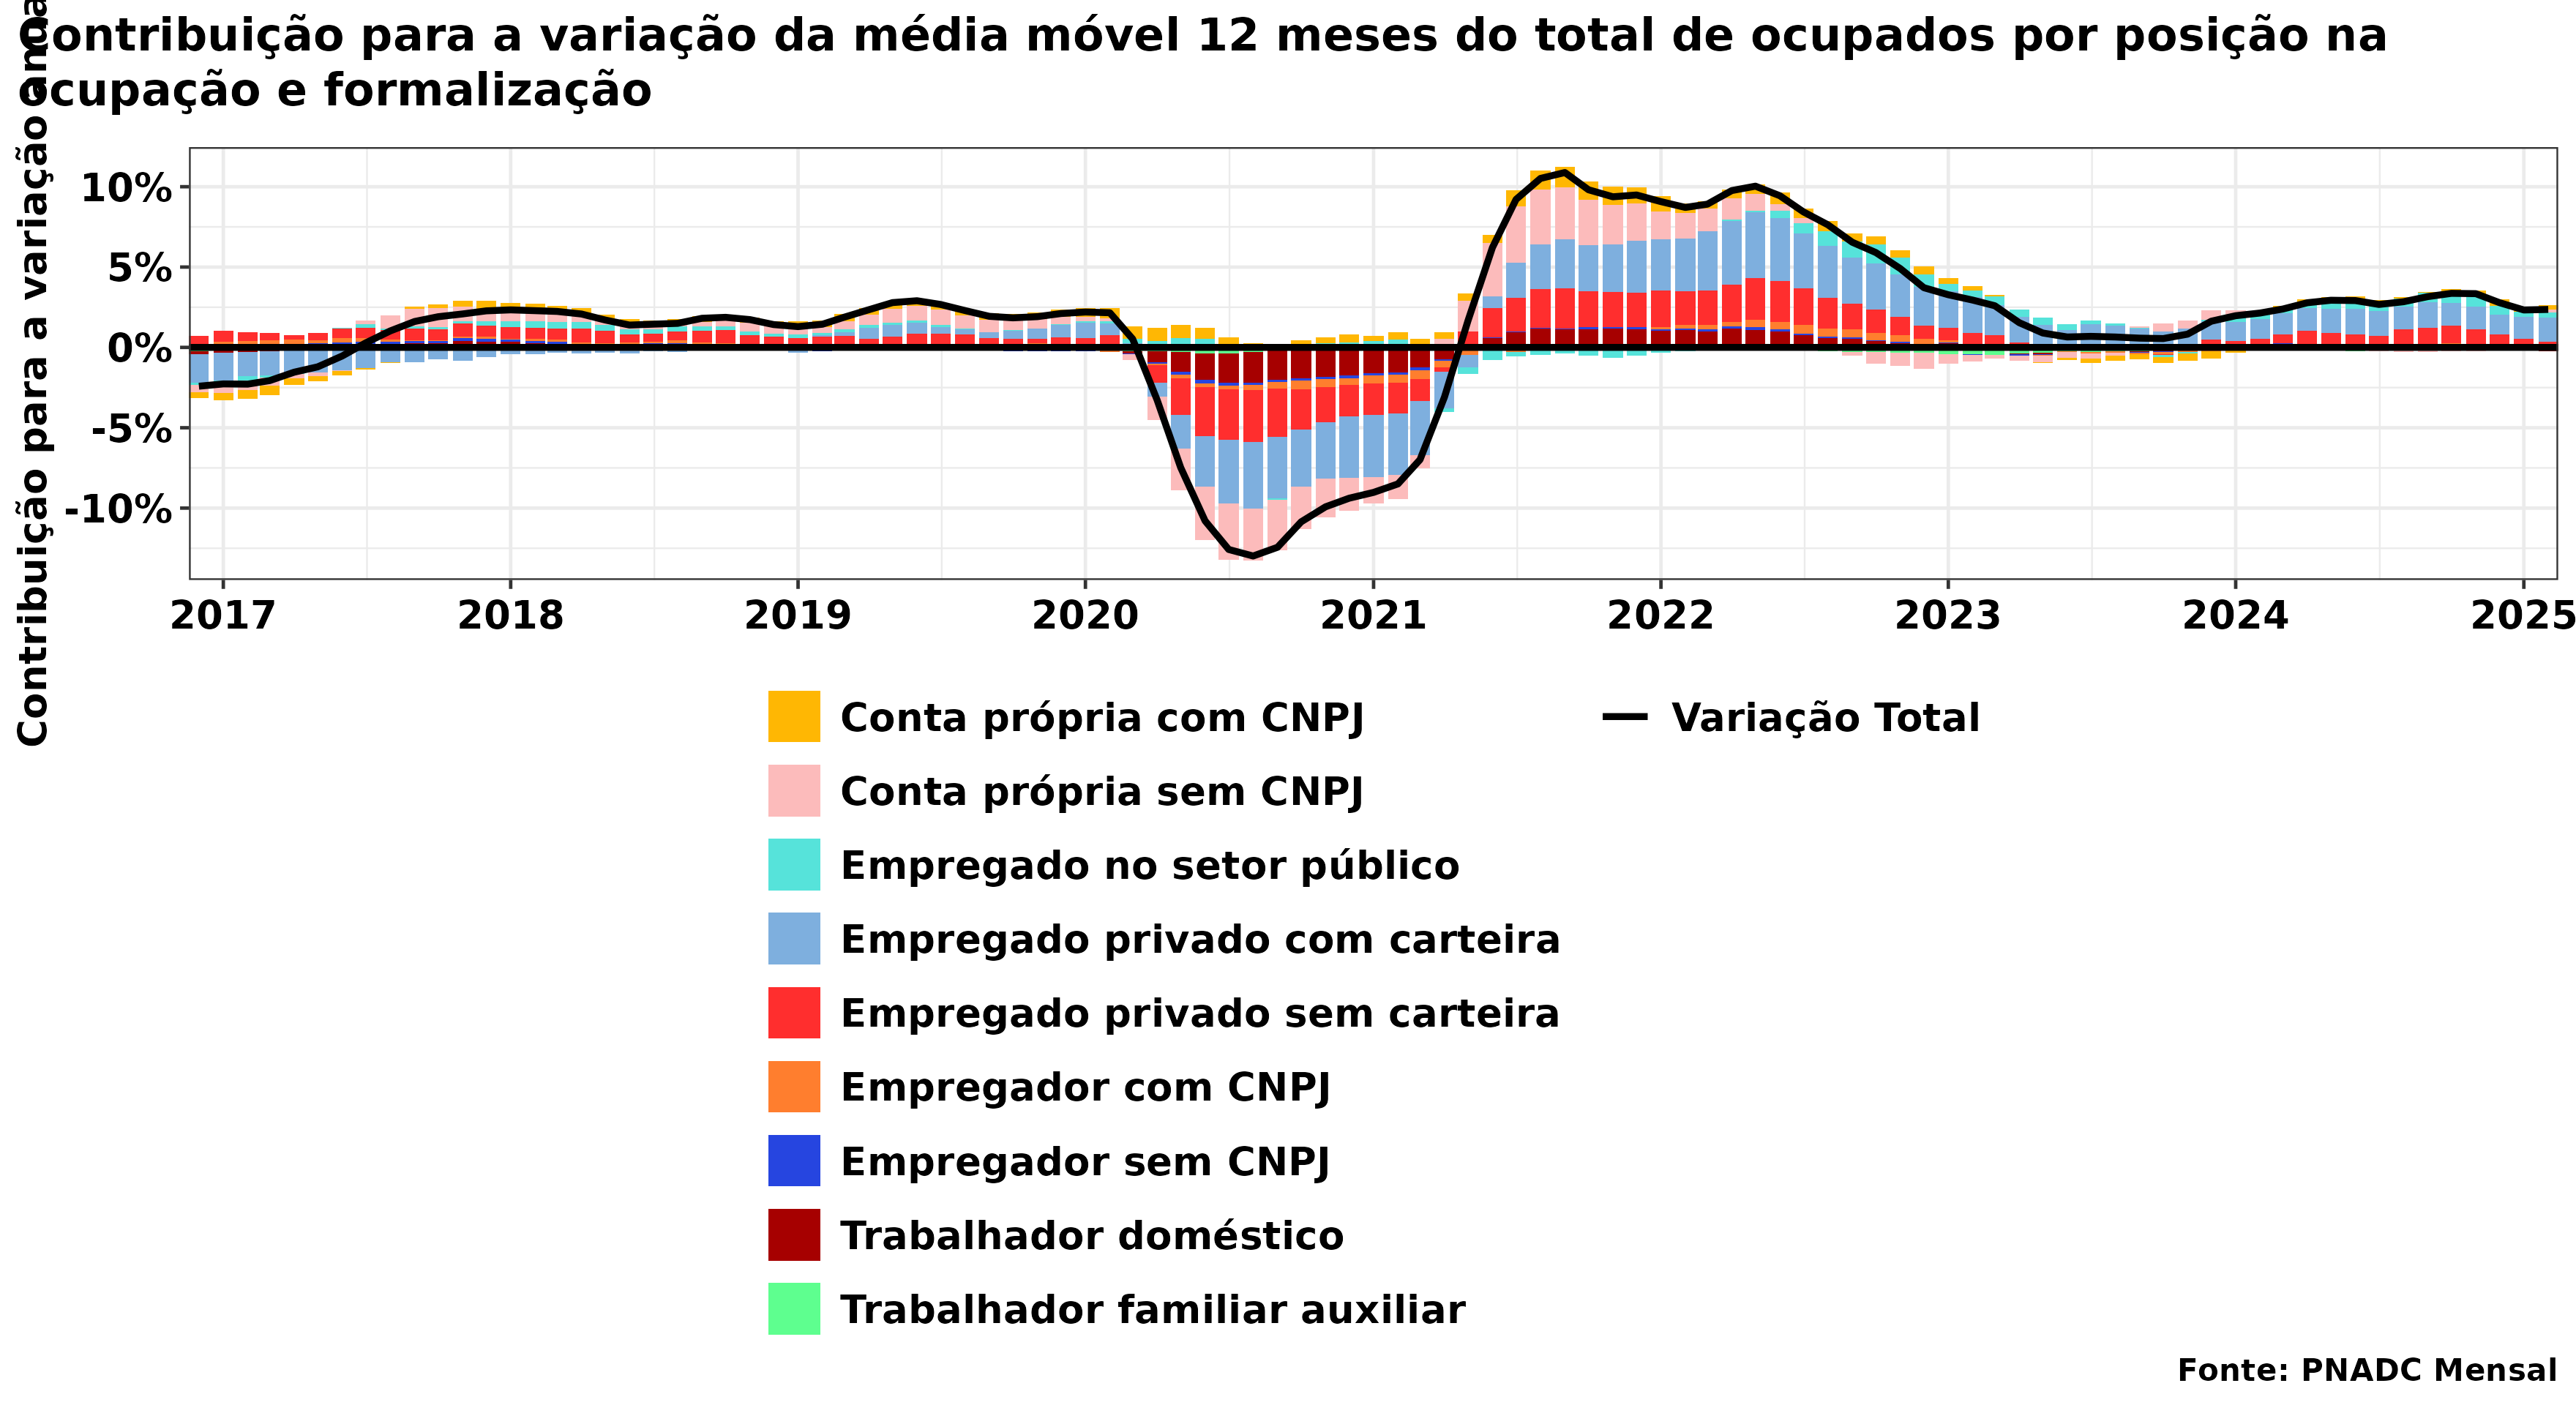 Contribuição para a variação da média móvel 12 meses do total de ocupados por posição na
ocupação e formalização
Contribuição para a variação
10%
5%
0%
-5%
-10%
2017
2018
2019
2020
2021
2022
2023
2024
2025
Conta própria com CNPJ
Variação Total
Conta própria sem CNPJ
Empregado no setor público
Empregado privado com carteira
Empregado privado sem carteira
Empregador com CNPJ
Empregador sem CNPJ
Trabalhador doméstico
Trabalhador familiar auxiliar
Fonte: PNADC Mensal